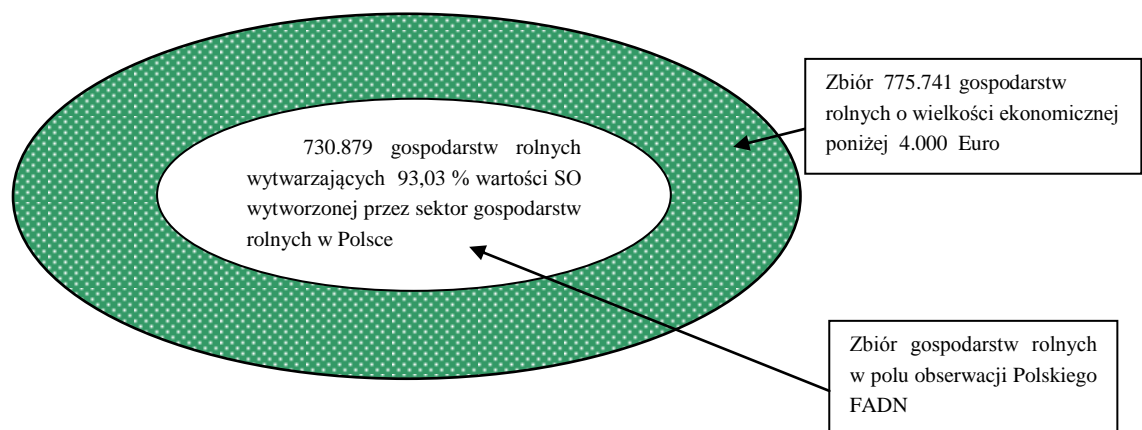 730.879 gospodarstw rolnych
wytwarzających 93,03 % wartości SO
wytworzonej przez sektor gospodarstw
rolnych w Polsce
Zbiór 775.741 gospodarstw
rolnych o wielkości ekonomicznej
poniżej 4.000 Euro
Zbiór gospodarstw rolnych
w polu obserwacji Polskiego
FADN